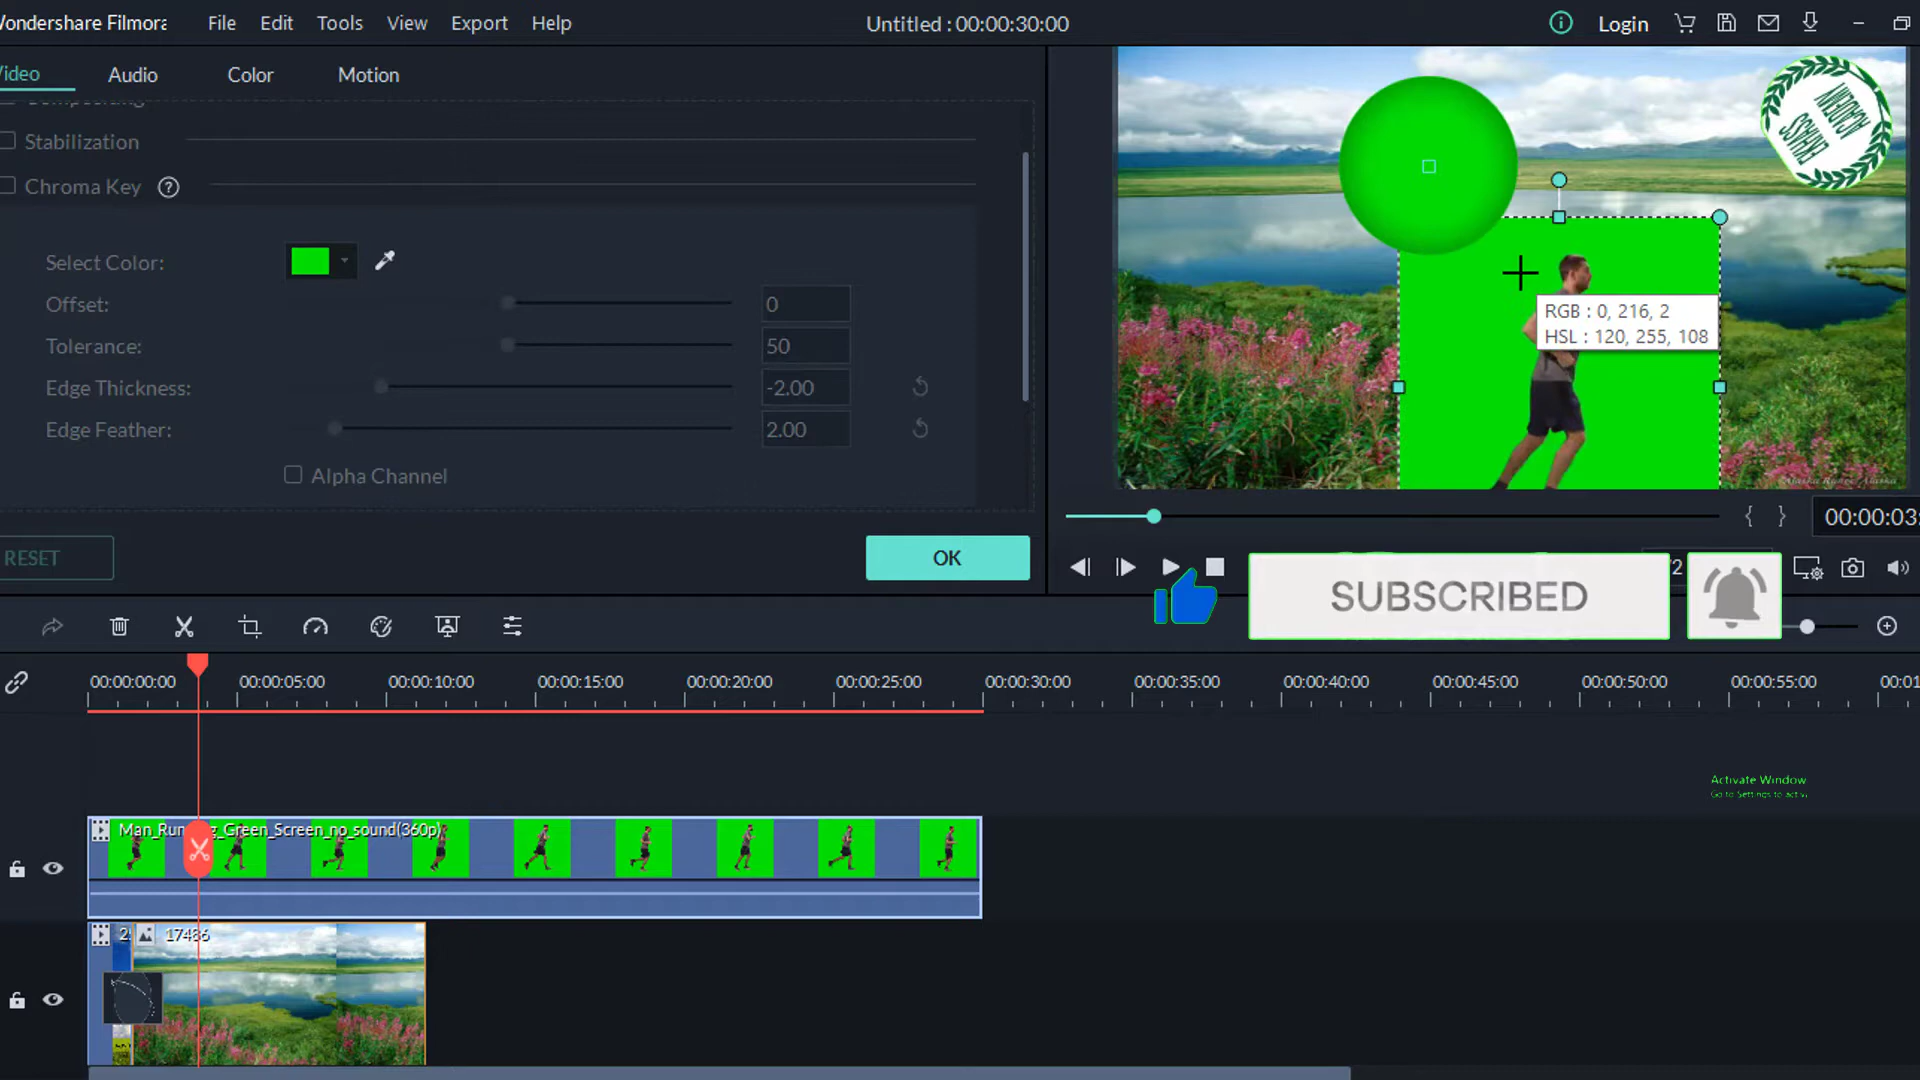 Wondershare Filmora
File Edit Tools View Export Help
Untitled : 00:00:30:00
Login
Video Audio Color Motion
Compositing
Stabilization
Chroma Key ?
Select Color:
Offset: 0
Tolerance: 50
Edge Thickness: -2.00
Edge Feather: 2.00
Alpha Channel
RESET
OK
EXPRESS
ACADEMY
RGB : 0, 216, 2
HSL : 120, 255, 108
{ } 00:00:03:
SUBSCRIBED
00:00:00:00 00:00:05:00 00:00:10:00 00:00:15:00 00:00:20:00 00:00:25:00 00:00:30:00 00:00:35:00 00:00:40:00 00:00:45:00 00:00:50:00 00:00:55:00 00:01
Activate Window
Go to Settings to activ
Man_Running_Green_Screen_no_sound(360p)
17486